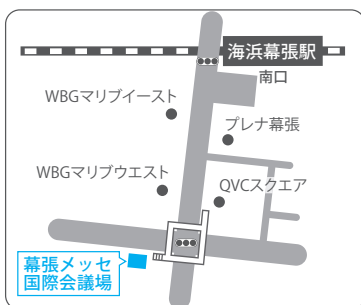 海浜幕張駅
南口
WBGマリブイースト
プレナ幕張
WBGマリブウエスト
QVCスクエア
幕張メッセ
国際会議場